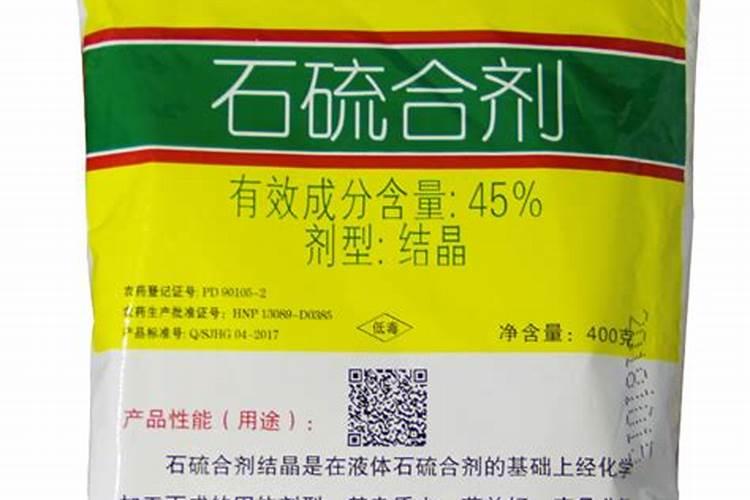 石硫合剂
有效成分含量: 45%
剂型: 结晶
农药登记证号: PD 90105-2
农药生产批准证号: HNP 13089-D0385
产品标准号: Q/SJHG 04-2017
低毒
净含量: 400克
产品性能(用途):
石硫合剂结晶是在液体石硫合剂的基础上经化学